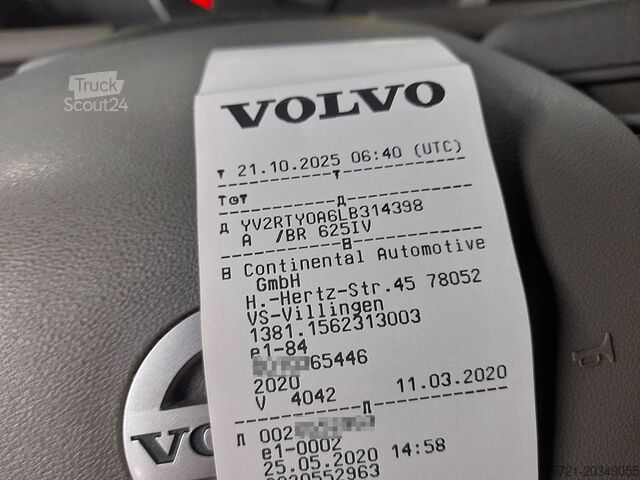 Truck
Scout24
VOLVO
▼ 21.10.2025 06:40 (UTC)
YV2RTY0A6LB314398
A /BR 625IV
Continental Automotive
GmbH
H.-Hertz-Str.45 78052
VS-Villingen
1381.1562313003
e1-84
65446
2020
V 4042 11.03.2020
002
e1-0002
25.05.2020 14:58
0020552963
VOL